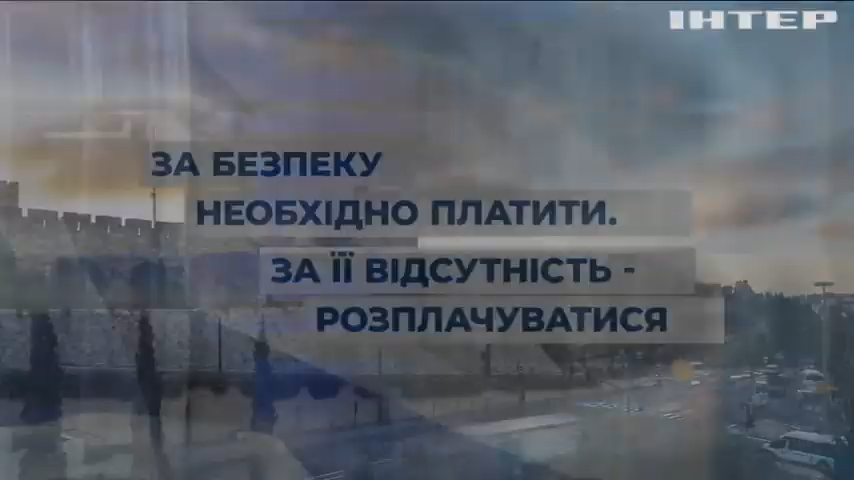 ІНТЕР
ЗА БЕЗПЕКУ
НЕОБХІДНО ПЛАТИТИ.
ЗА ЇЇ ВІДСУТНІСТЬ -
РОЗПЛАЧУВАТИСЯ